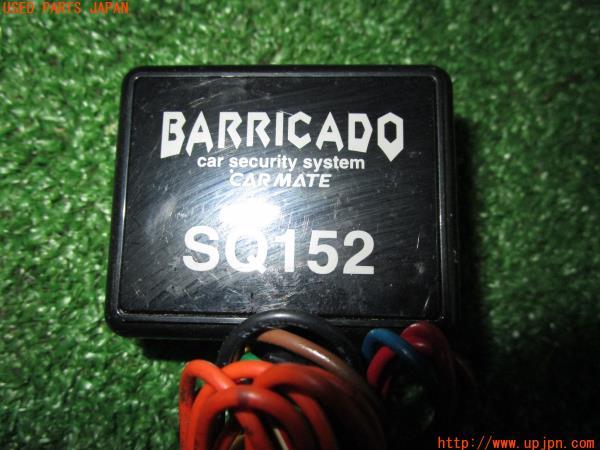 USED PARTS JAPAN
BARRICADO
car security system
CARMATE
SQ152
http://www.upjpn.com/